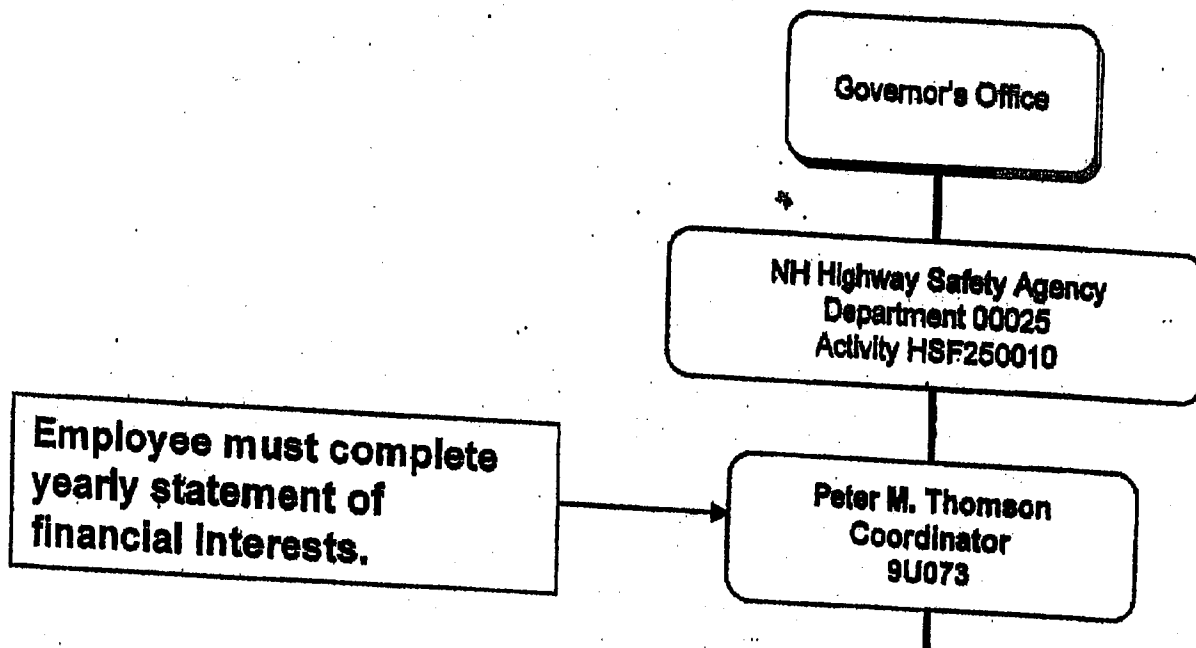 Governor's Office
NH Highway Safety Agency
Department 00025
Activity HSF250010
Employee must complete
yearly statement of
financial interests.
Peter M. Thomson
Coordinator
9U073